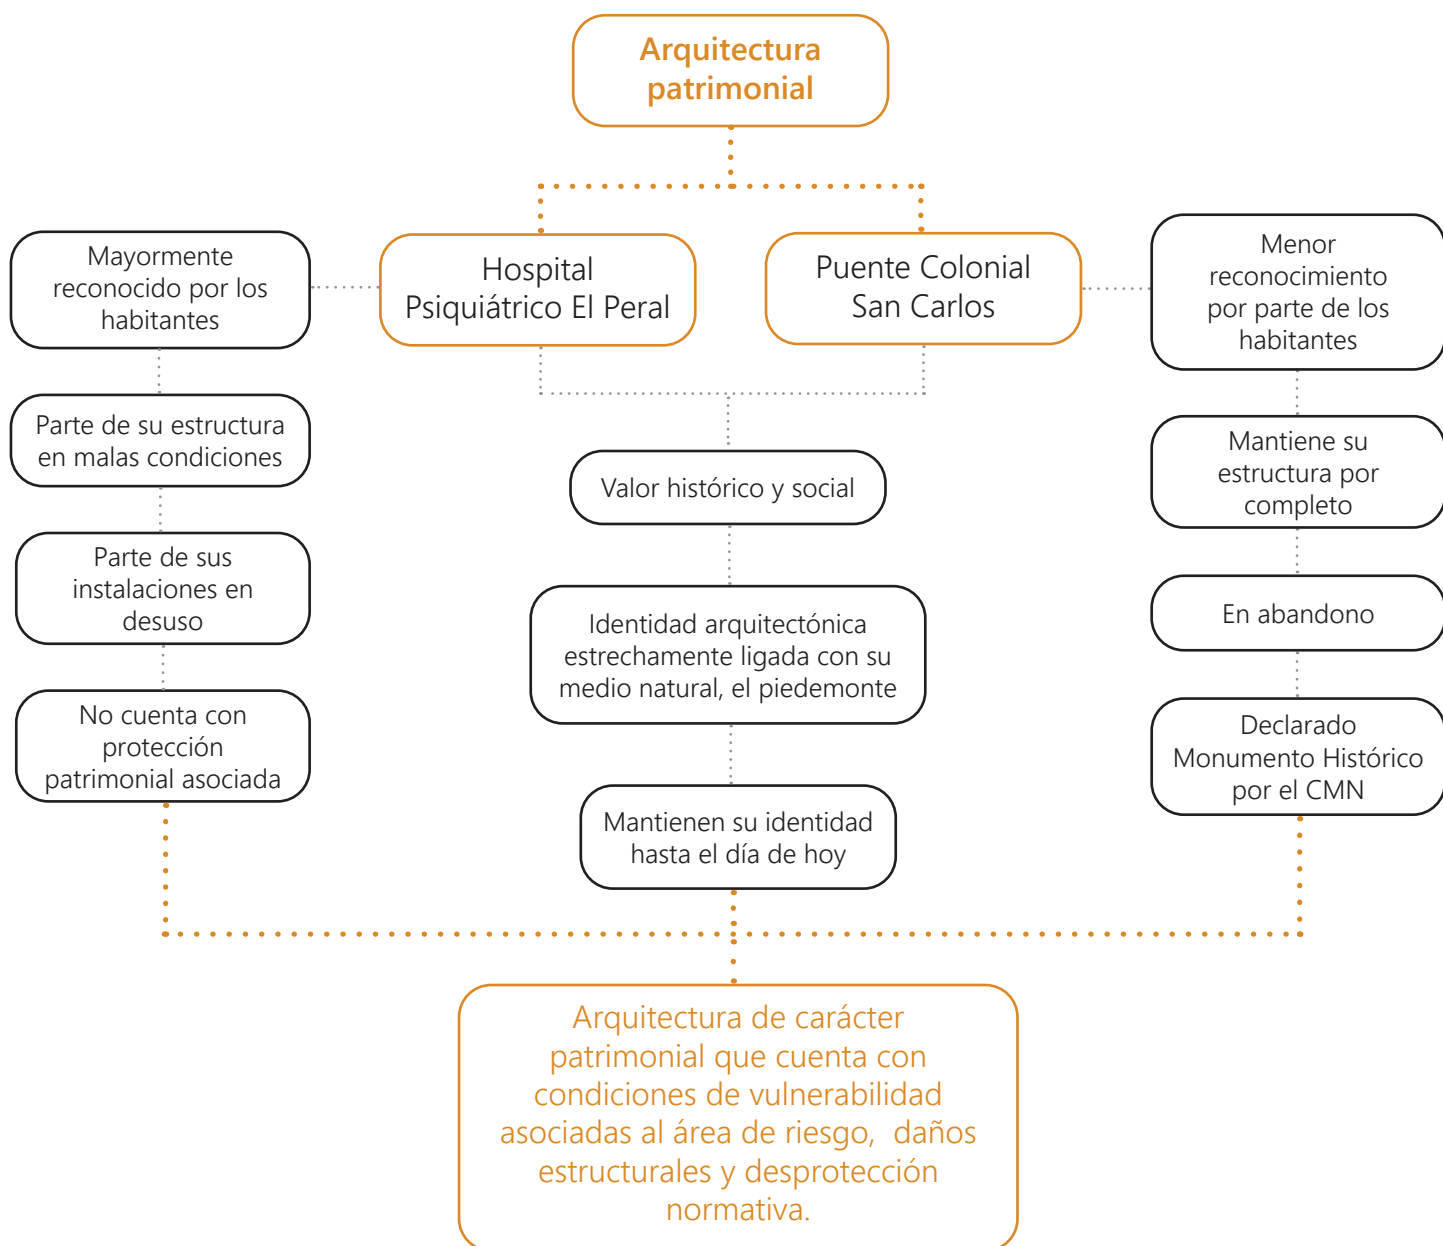 Arquitectura
patrimonial
Mayormente
reconocido por los
habitantes
Hospital
Psiquiátrico El Peral
Puente Colonial
San Carlos
Menor
reconocimiento
por parte de los
habitantes
Parte de su estructura
en malas condiciones
Valor histórico y social
Mantiene su
estructura por
completo
Parte de sus
instalaciones en
desuso
Identidad arquitectónica
estrechamente ligada con su
medio natural, el piedemonte
En abandono
No cuenta con
protección
patrimonial asociada
Mantienen su identidad
hasta el día de hoy
Declarado
Monumento Histórico
por el CMN
Arquitectura de carácter
patrimonial que cuenta con
condiciones de vulnerabilidad
asociadas al área de riesgo,  daños
estructurales y desprotección
normativa.